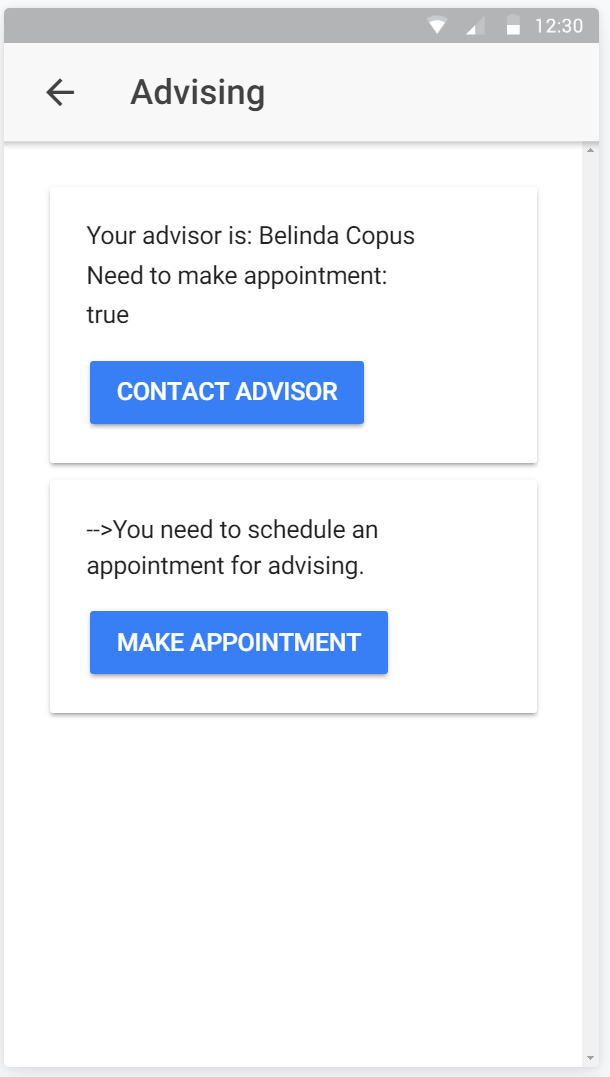 12:30
Advising
Your advisor is: Belinda Copus
Need to make appointment:
true
CONTACT ADVISOR
-->You need to schedule an
appointment for advising.
MAKE APPOINTMENT